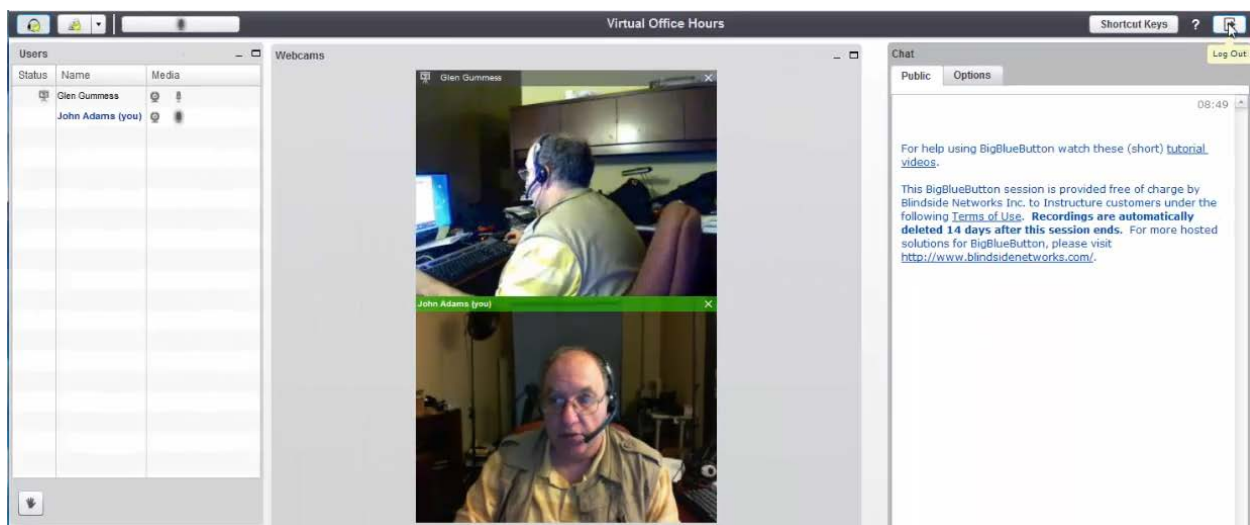 Virtual Office Hours
Shortcut Keys
?
Log Out
Users
Status Name Media
Glen Gummess
John Adams (you)
Webcams
Glen Gummess
John Adams (you)
Chat
Public Options
08:49
For help using BigBlueButton watch these (short) tutorial
videos.
This BigBlueButton session is provided free of charge by
Blindside Networks Inc. to Instructure customers under the
following Terms of Use. Recordings are automatically
deleted 14 days after this session ends. For more hosted
solutions for BigBlueButton, please visit
http://www.blindsidenetworks.com/.